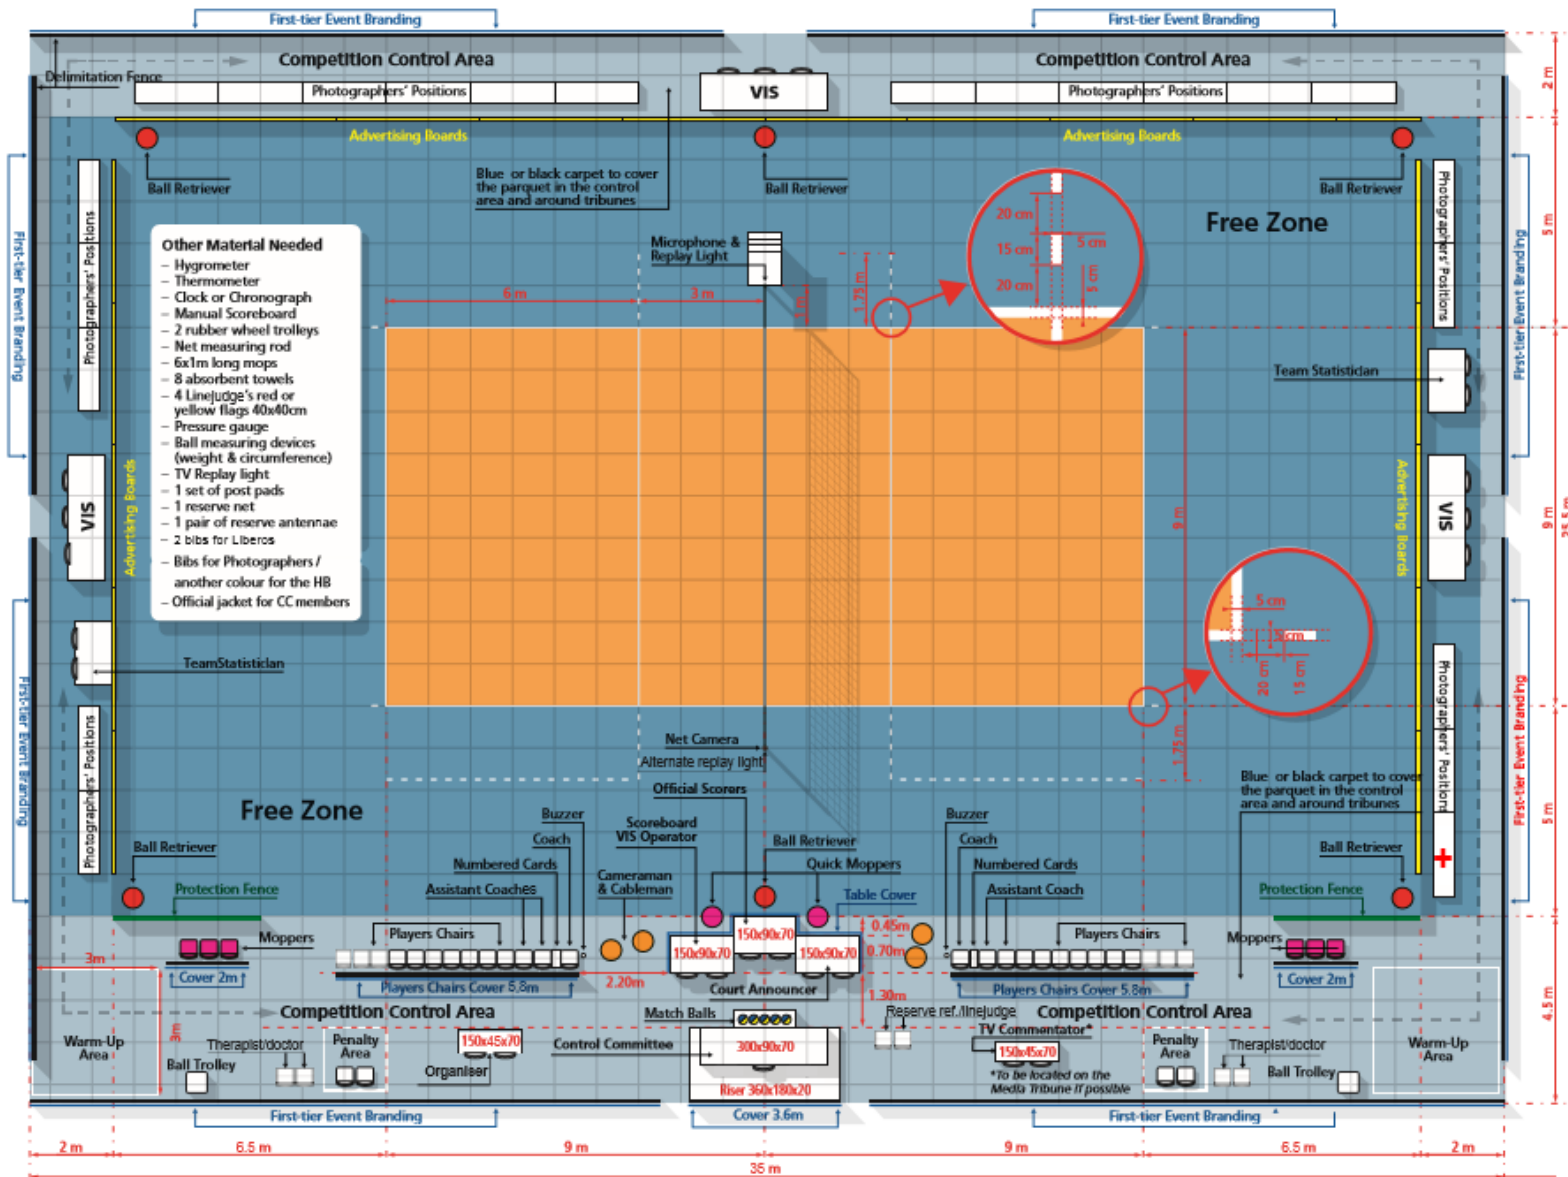 First-tier Event Branding
First-tier Event Branding
Competition Control Area
Competition Control Area
Delimitation Fence
Photographers' Positions
VIS
Photographers' Positions
2 m
Advertising Boards
Advertising Boards
Ball Retriever
Blue or black carpet to cover
the parquet in the control
area and around tribunes
Ball Retriever
Ball Retriever
Free Zone
20 cm
15 cm
5 cm
20 cm
5 cm
5 m
First-tier Event Branding
Photographers' Positions
Photographers' Positions
First-tier Event Branding
Other Material Needed
– Hygrometer
– Thermometer
– Clock or Chronograph
– Manual Scoreboard
– 2 rubber wheel trolleys
– Net measuring rod
– 6x1m long mops
– 8 absorbent towels
– 4 Linejudge's red or
yellow flags 40x40cm
– Pressure gauge
– Ball measuring devices
(weight & circumference)
– TV Replay light
– 1 set of post pads
– 1 reserve net
– 1 pair of reserve antennae
– 2 bibs for Liberos
– Bibs for Photographers /
another colour for the HB
– Official jacket for CC members
Microphone &
Replay Light
6 m
3 m
1.75 m
Team Statistician
VIS
Advertising Boards
9 m
Advertising Boards
VIS
9 m
5 cm
5 cm
20 cm
15 cm
TeamStatistician
Photographers' Positions
First-tier Event Branding
Net Camera
Alternate replay light
1.75 m
Blue or black carpet to cover
the parquet in the control
area and around tribunes
Photographers' Positions
First-tier Event Branding
5 m
Free Zone
Official Scorers
Scoreboard
VIS Operator
Buzzer
Coach
Numbered Cards
Assistant Coaches
Cameraman
& Cableman
Ball Retriever
Quick Moppers
Table Cover
Buzzer
Coach
Numbered Cards
Assistant Coach
Ball Retriever
Ball Retriever
Protection Fence
Protection Fence
Moppers
Players Chairs
150x90x70
150x90x70
150x90x70
0.45m
0.70m
1.30m
Players Chairs
Moppers
3m
Cover 2m
Players Chairs Cover 5,8m
2.20m
Court Announcer
Players Chairs Cover 5.8m
Cover 2m
4.5 m
Competition Control Area
Match Balls
Reserve ref./linejudge
Competition Control Area
3m
Warm-Up
Area
Therapist/doctor
Ball Trolley
Penalty
Area
150x45x70
Organiser
Control Committee
300x90x70
Riser 360x180x20
TV Commentator*
150x45x70
*To be located on the
Media Tribune if possible
Penalty
Area
Therapist/doctor
Ball Trolley
Warm-Up
Area
First-tier Event Branding
Cover 3.6m
First-tier Event Branding
2 m
6.5 m
9 m
9 m
6.5 m
2 m
35 m